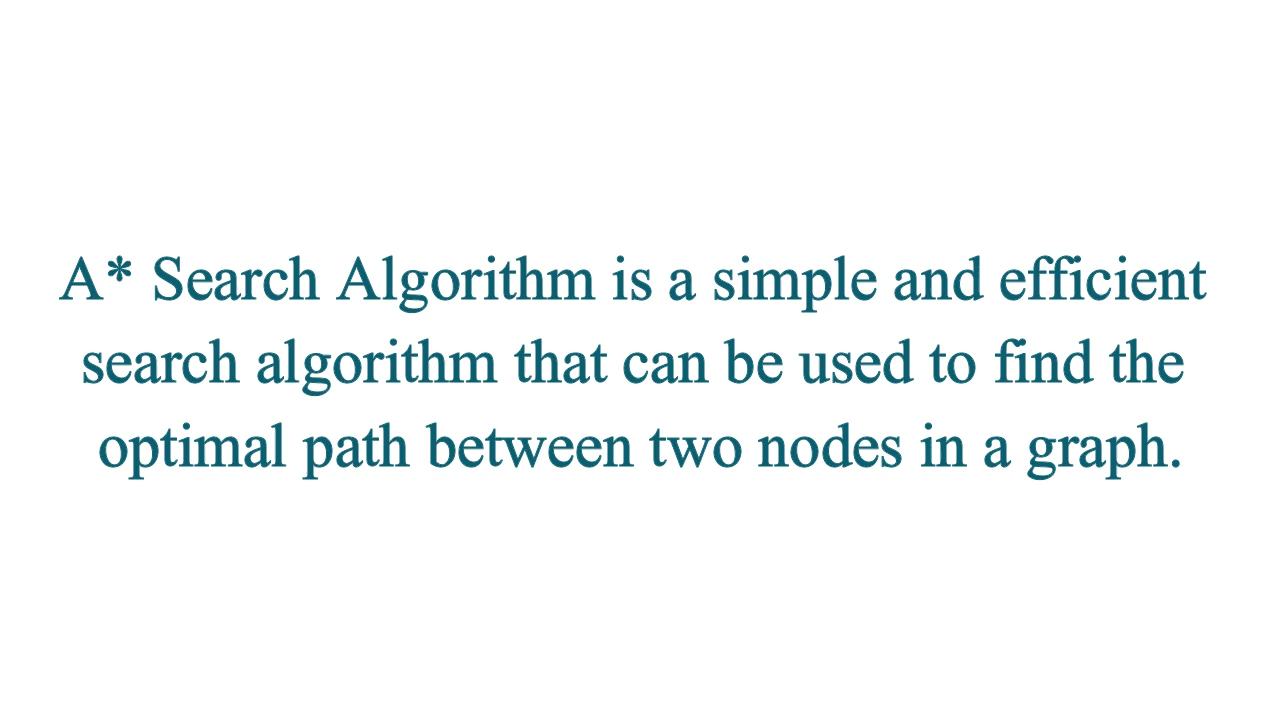 A* Search Algorithm is a simple and efficient
search algorithm that can be used to find the
optimal path between two nodes in a graph.